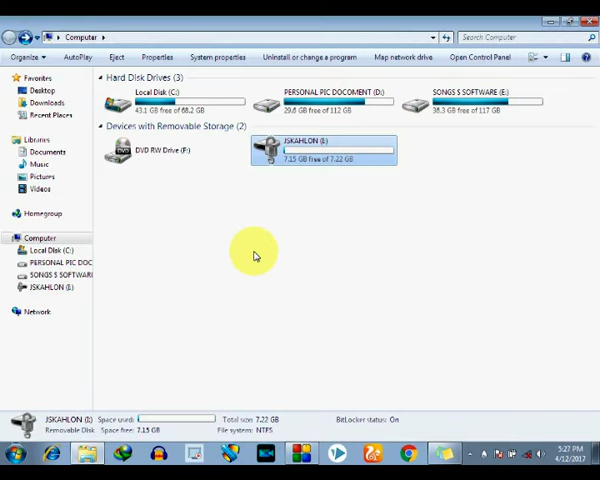 Computer
Search Computer
Organize AutoPlay Eject Properties System properties Uninstall or change a program Map network drive Open Control Panel
Favorites
Desktop
Downloads
Recent Places
Libraries
Documents
Music
Pictures
Videos
Homegroup
Computer
Local Disk (C:)
PERSONAL PIC DOC
SONGS S SOFTWAR
JSKAHLON (I:)
Network
Hard Disk Drives (3)
Local Disk (C:)
43.1 GB free of 68.2 GB
PERSONAL PIC DOCOMENT (D:)
29.6 GB free of 112 GB
SONGS S SOFTWARE (E:)
38.3 GB free of 117 GB
Devices with Removable Storage (2)
DVD RW Drive (F:)
JSKAHLON (I:)
7.15 GB free of 7.22 GB
JSKAHLON (I:) Space used: Total size: 7.22 GB BitLocker status: On
Removable Disk Space free: 7.15 GB File system: NTFS
5:27 PM
4/12/2017